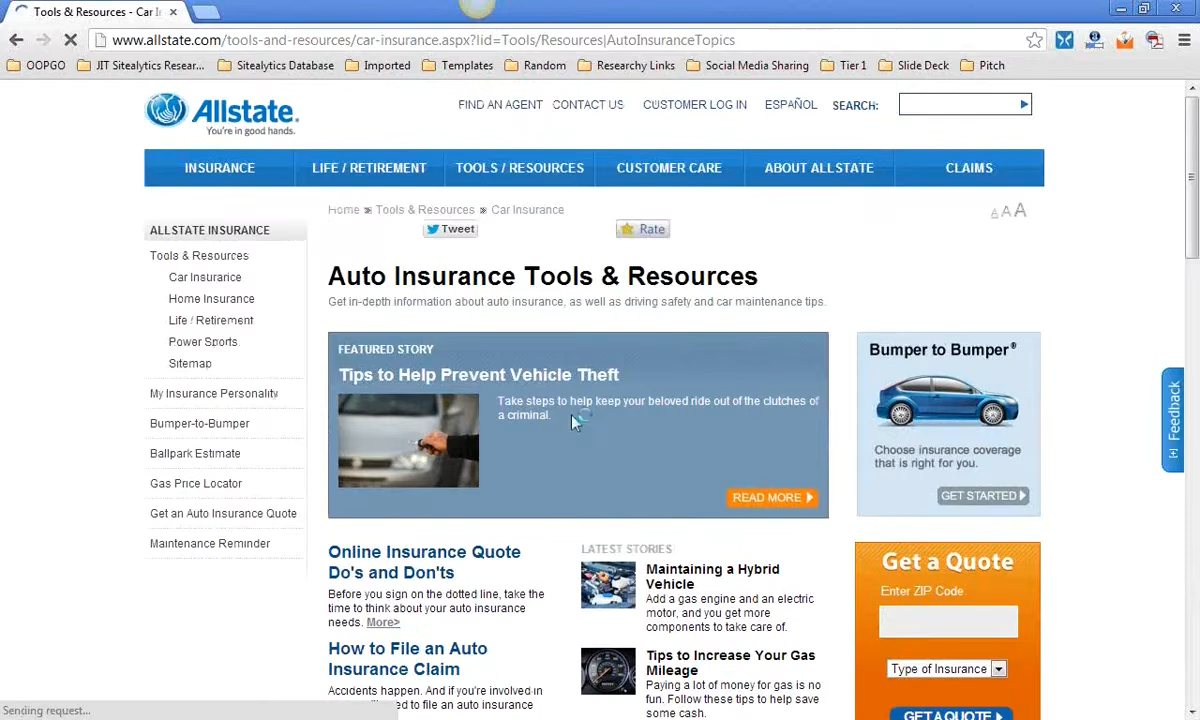 Tools & Resources - Car I
www.allstate.com/tools-and-resources/car-insurance.aspx?lid=Tools/Resources|AutoInsuranceTopics
OOPGO JIT Sitealytics Resear... Sitealytics Database Imported Templates Random Researchy Links Social Media Sharing Tier 1 Slide Deck Pitch
Allstate.
You're in good hands.
FIND AN AGENT CONTACT US CUSTOMER LOG IN ESPAÑOL SEARCH:
INSURANCE LIFE / RETIREMENT TOOLS / RESOURCES CUSTOMER CARE ABOUT ALLSTATE CLAIMS
ALLSTATE INSURANCE
Tools & Resources
Car Insurance
Home Insurance
Life / Retirement
Power Sports
Sitemap
My Insurance Personality
Bumper-to-Bumper
Ballpark Estimate
Gas Price Locator
Get an Auto Insurance Quote
Maintenance Reminder
Home » Tools & Resources » Car Insurance
A A A
Tweet Rate
Auto Insurance Tools & Resources
Get in-depth information about auto insurance, as well as driving safety and car maintenance tips.
FEATURED STORY
Tips to Help Prevent Vehicle Theft
Take steps to help keep your beloved ride out of the clutches of
a criminal.
READ MORE
Online Insurance Quote
Do's and Don'ts
Before you sign on the dotted line, take the
time to think about your auto insurance
needs. More>
How to File an Auto
Insurance Claim
Accidents happen. And if you're involved in
need to file an auto insurance
LATEST STORIES
Maintaining a Hybrid
Vehicle
Add a gas engine and an electric
motor, and you get more
components to take care of.
Tips to Increase Your Gas
Mileage
Paying a lot of money for gas is no
fun. Follow these tips to help save
some cash.
Bumper to Bumper®
Choose insurance coverage
that is right for you.
GET STARTED
Get a Quote
Enter ZIP Code
Type of Insurance
GET A QUOTE
[+] Feedback
Sending request...